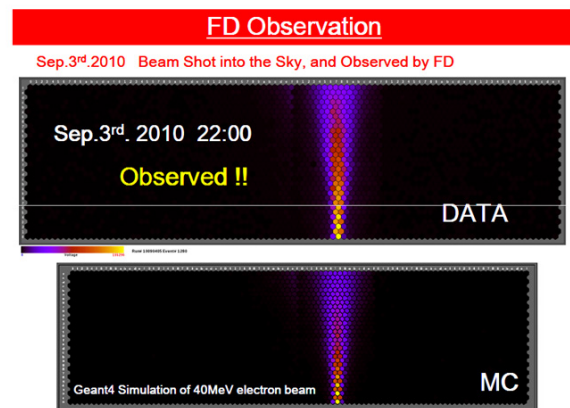 FD Observation
Sep.3rd.2010 Beam Shot into the Sky, and Observed by FD
Sep.3rd. 2010 22:00
Observed !!
DATA
Geant4 Simulation of 40MeV electron beam
MC